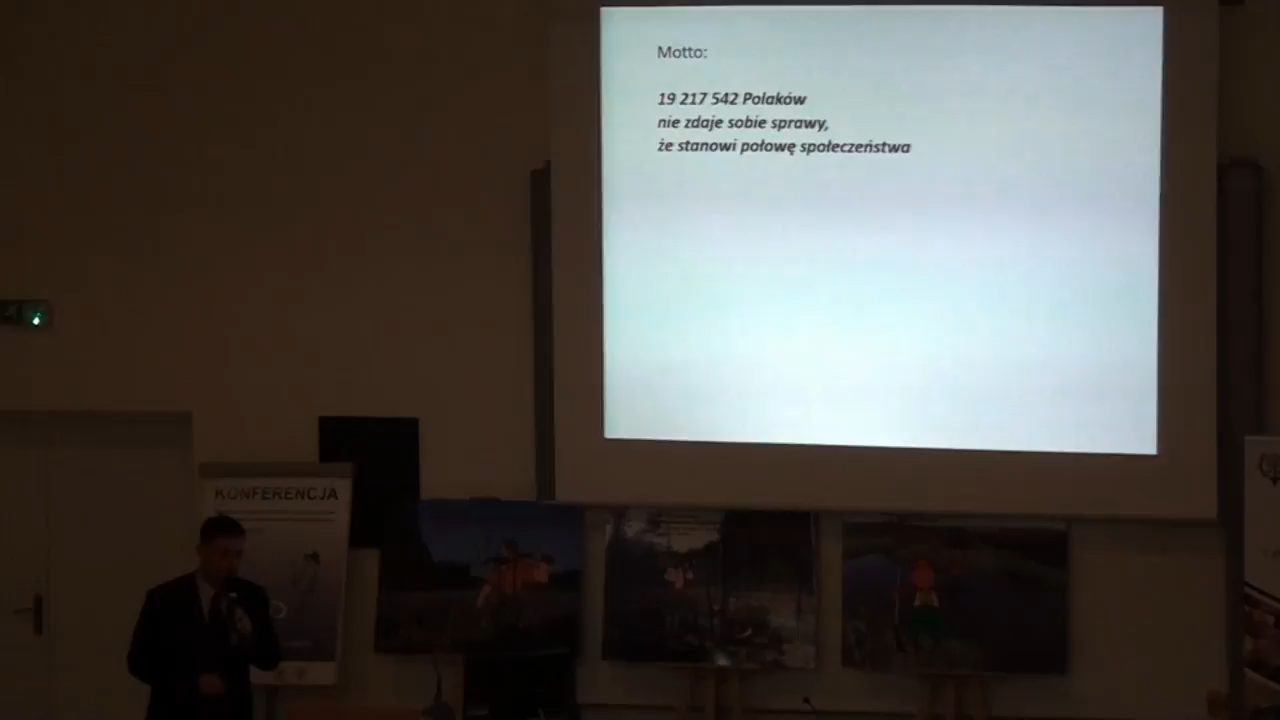 Motto:
19 217 542 Polaków
nie zdaje sobie sprawy,
że stanowi połowę społeczeństwa
KONFERENCJA